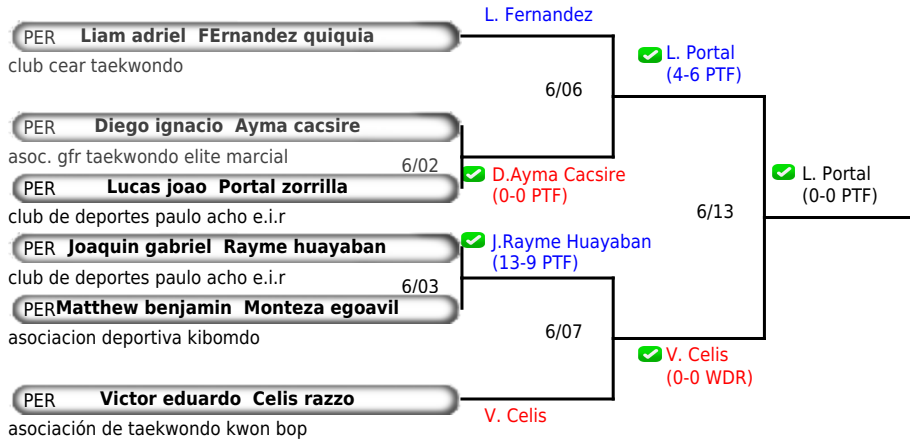 L. Fernandez
PER Liam adriel FErnandez quiquia
club cear taekwondo
L. Portal
(4-6 PTF)
6/06
PER Diego ignacio Ayma cacsire
asoc. gfr taekwondo elite marcial
6/02
D.Ayma Cacsire
(0-0 PTF)
L. Portal
(0-0 PTF)
PER Lucas joao Portal zorrilla
club de deportes paulo acho e.i.r
6/13
PER Joaquin gabriel Rayme huayaban
J.Rayme Huayaban
(13-9 PTF)
club de deportes paulo acho e.i.r
6/03
PER Matthew benjamin Monteza egoavil
asociacion deportiva kibomdo
6/07
V. Celis
(0-0 WDR)
PER Victor eduardo Celis razzo
V. Celis
asociación de taekwondo kwon bop